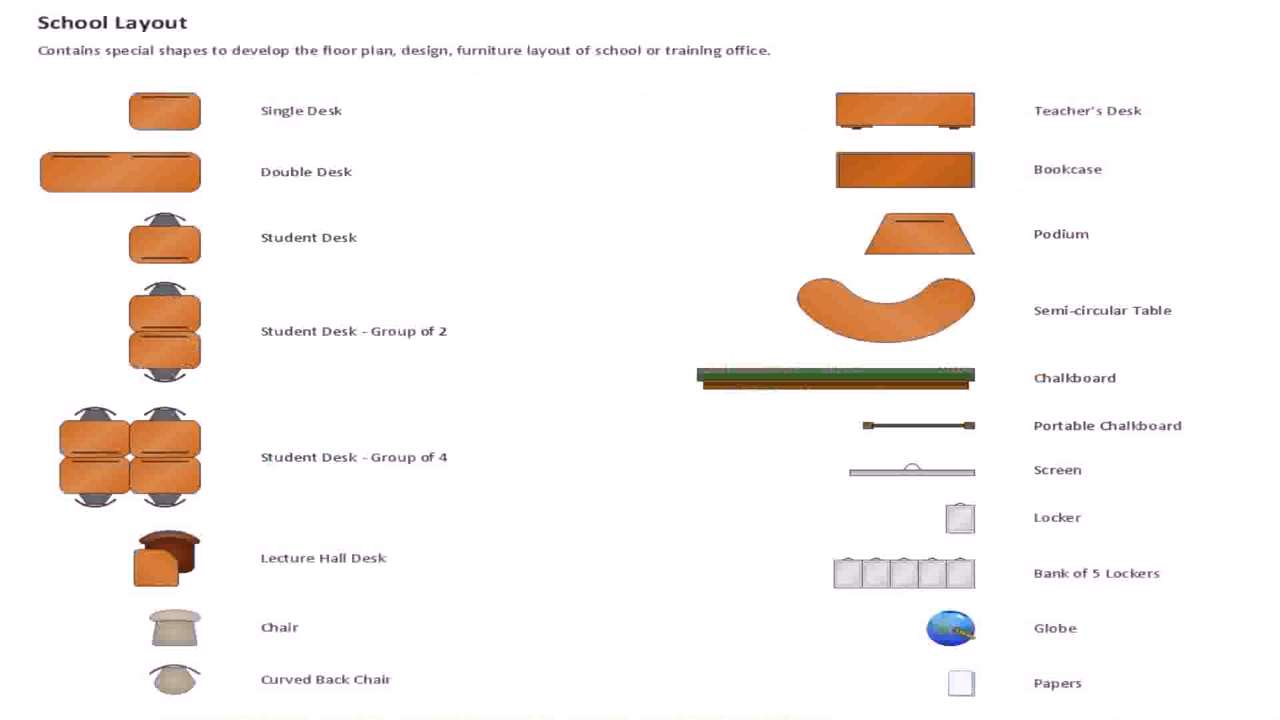 School Layout
Contains special shapes to develop the floor plan, design, furniture layout of school or training office.
Single Desk
Double Desk
Student Desk
Student Desk - Group of 2
Student Desk - Group of 4
Lecture Hall Desk
Chair
Curved Back Chair
Teacher's Desk
Bookcase
Podium
Semi-circular Table
Chalkboard
Portable Chalkboard
Screen
Locker
Bank of 5 Lockers
Globe
Papers